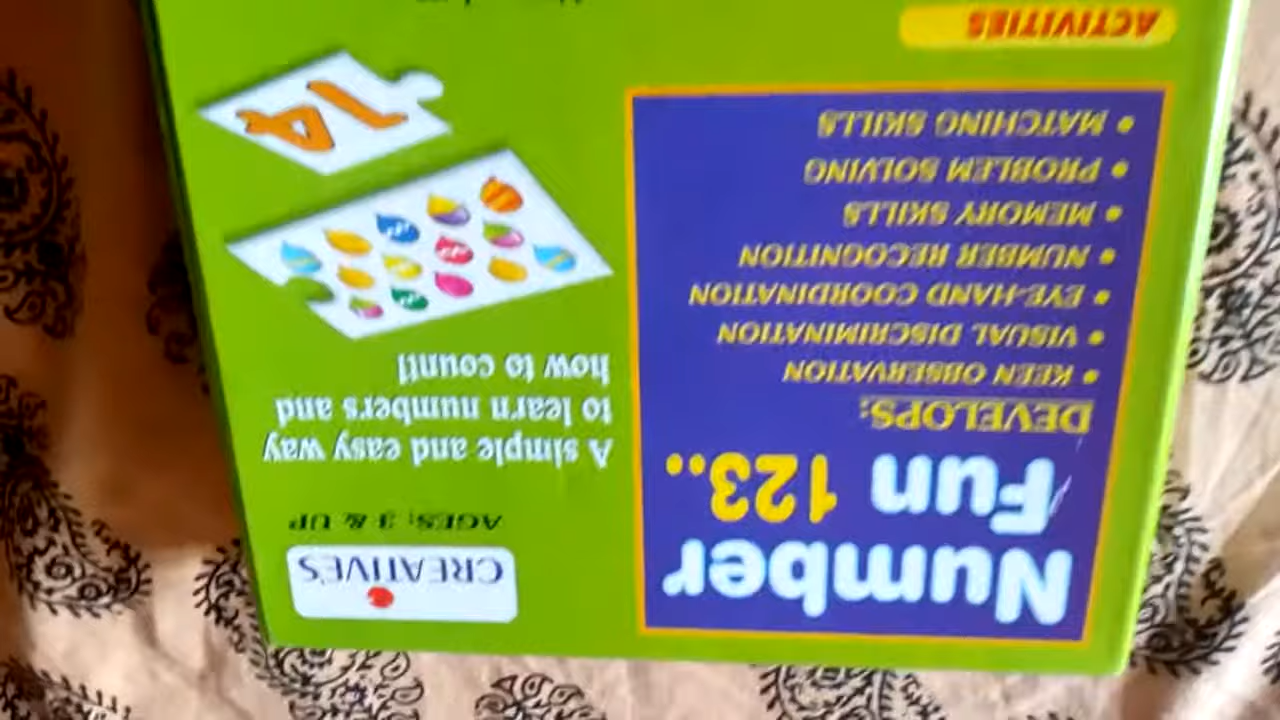 Number
Fun 123..
DEVELOPS:
• KEEN OBSERVATION
• VISUAL DISCRIMINATION
• EYE-HAND COORDINATION
• NUMBER RECOGNITION
• MEMORY SKILLS
• PROBLEM SOLVING
• MATCHING SKILLS
ACTIVITIES
CREATIVE'S
AGES: 3 & UP
A simple and easy way
to learn numbers and
how to count!
14